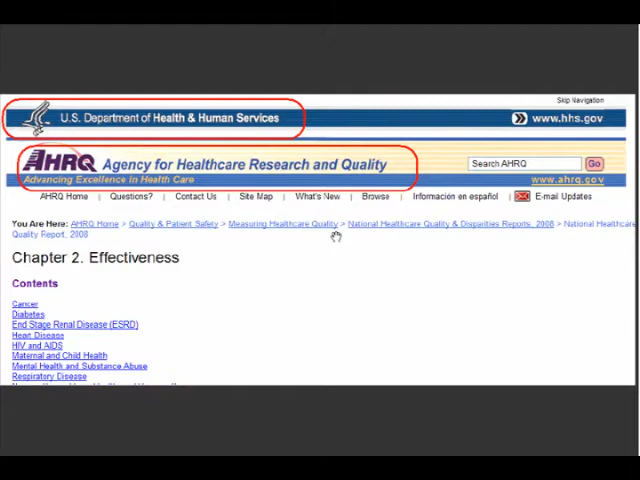 Skip Navigation
U.S. Department of Health & Human Services
www.hhs.gov
AHRQ Agency for Healthcare Research and Quality
Search AHRQ
Go
Advancing Excellence in Health Care
www.ahrq.gov
AHRQ Home | Questions? | Contact Us | Site Map | What's New | Browse | Información en español | E-mail Updates
You Are Here: AHRQ Home > Quality & Patient Safety > Measuring Healthcare Quality > National Healthcare Quality & Disparities Reports, 2008 > National Healthcare
Quality Report, 2008
Chapter 2. Effectiveness
Contents
Cancer
Diabetes
End Stage Renal Disease (ESRD)
Heart Disease
HIV and AIDS
Maternal and Child Health
Mental Health and Substance Abuse
Respiratory Disease